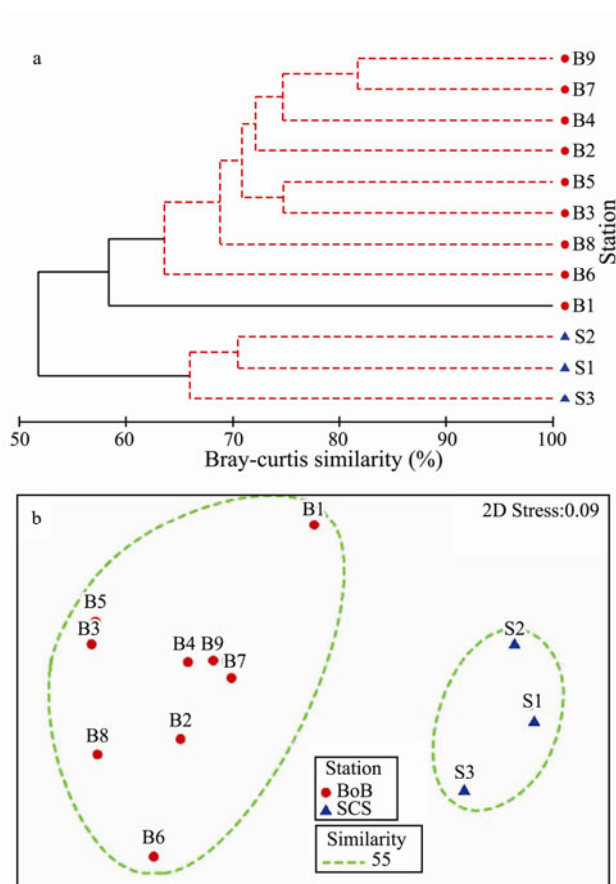 a
B9
B7
B4
B2
B5
B3
B8
B6
B1
S2
S1
S3
Station
50 60 70 80 90 100
Bray-curtis similarity (%)
b
2D Stress:0.09
B1
B5
B3
B4 B9
B7
B2
B8
B6
S2
S1
S3
Station
BoB
SCS
Similarity
55